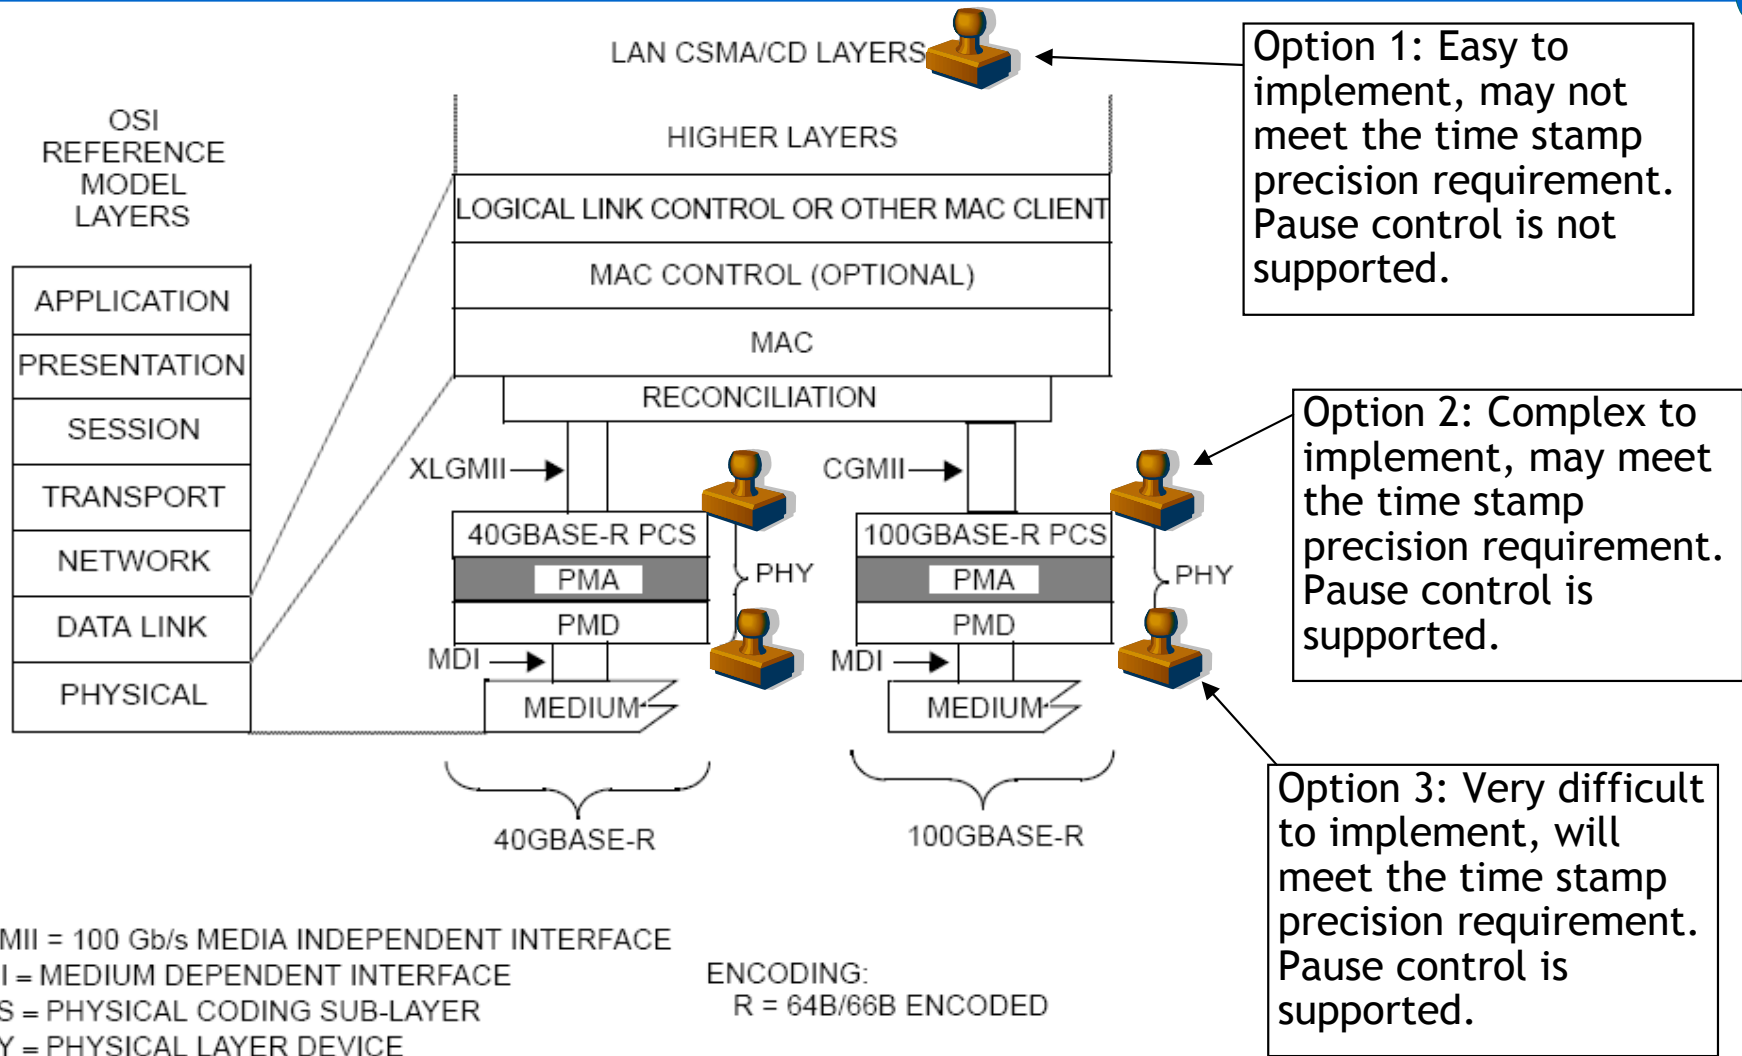 LAN CSMA/CD LAYERS
OSI
REFERENCE
MODEL
LAYERS
HIGHER LAYERS
LOGICAL LINK CONTROL OR OTHER MAC CLIENT
MAC CONTROL (OPTIONAL)
MAC
RECONCILIATION
APPLICATION
PRESENTATION
SESSION
TRANSPORT
NETWORK
DATA LINK
PHYSICAL
XLGMII
CGMII
40GBASE-R PCS
PMA
PMD
PHY
MDI
MEDIUM
40GBASE-R
100GBASE-R PCS
PMA
PMD
PHY
MDI
MEDIUM
100GBASE-R
Option 1: Easy to
implement, may not
meet the time stamp
precision requirement.
Pause control is not
supported.
Option 2: Complex to
implement, may meet
the time stamp
precision requirement.
Pause control is
supported.
Option 3: Very difficult
to implement, will
meet the time stamp
precision requirement.
Pause control is
supported.
MII = 100 Gb/s MEDIA INDEPENDENT INTERFACE
I = MEDIUM DEPENDENT INTERFACE
S = PHYSICAL CODING SUB-LAYER
Y = PHYSICAL LAYER DEVICE
ENCODING:
R = 64B/66B ENCODED